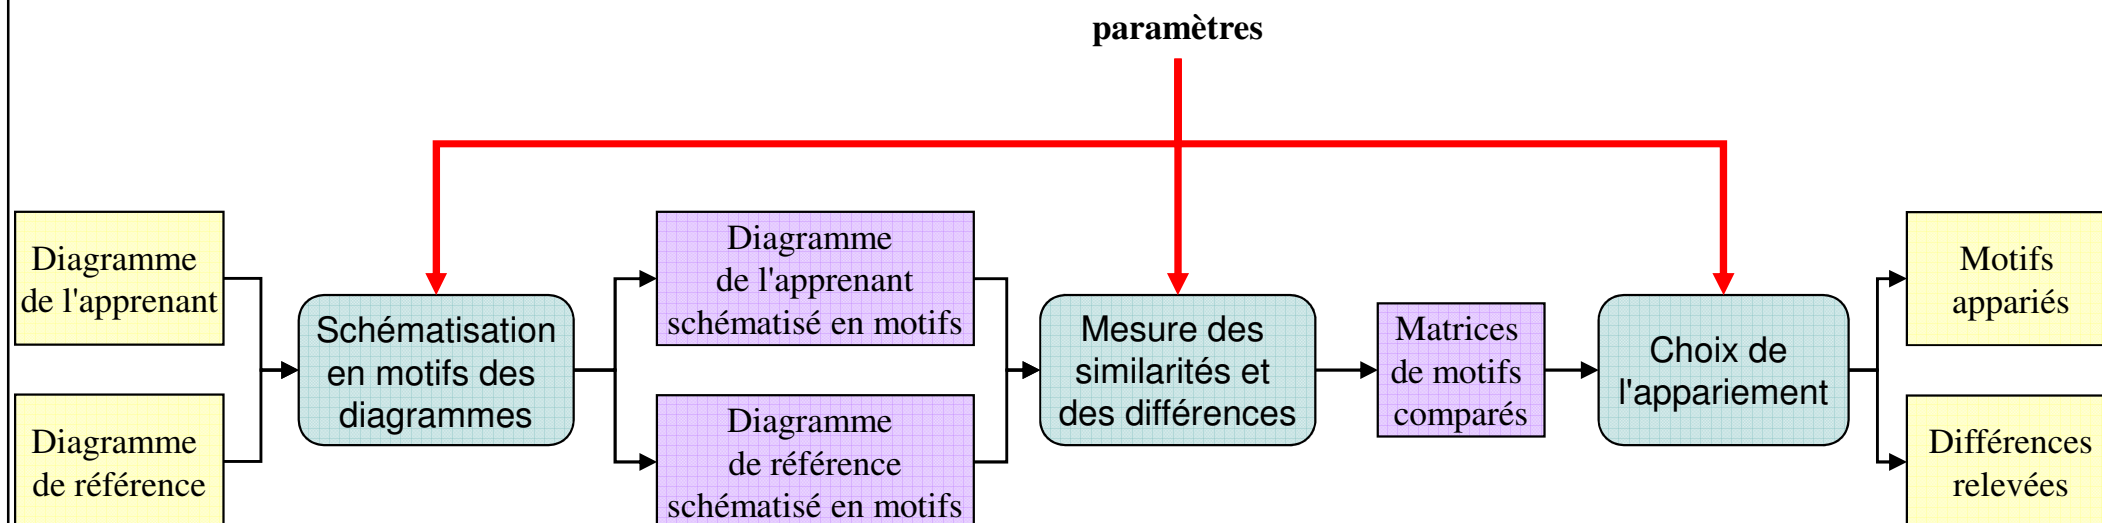 paramètres
Diagramme
de l'apprenant
Diagramme
de référence
Schématisation
en motifs des
diagrammes
Diagramme
de l'apprenant
schématisé en motifs
Diagramme
de référence
schématisé en motifs
Mesure des
similarités et
des différences
Matrices
de motifs
comparés
Choix de
l'appariement
Motifs
appariés
Différences
relevées